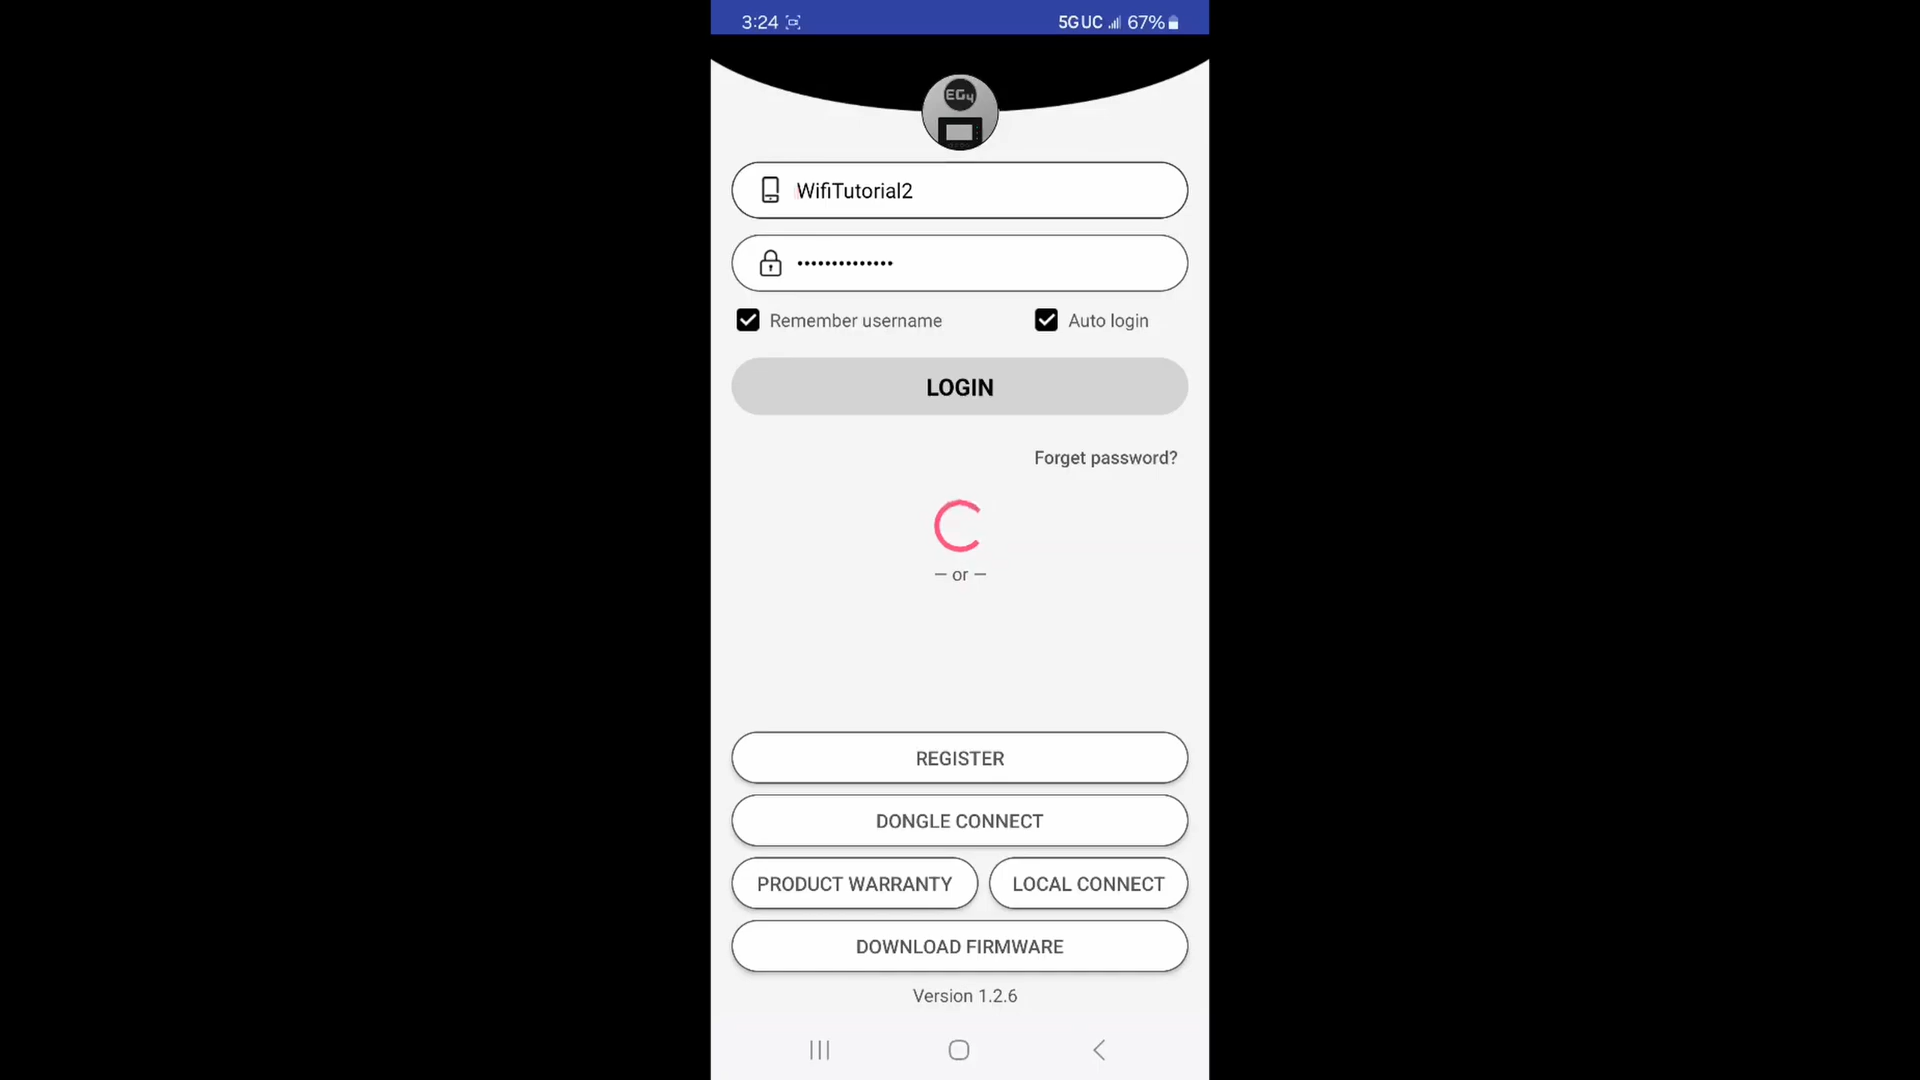 3:24
5G UC 67%
EG4
WifiTutorial2
••••••••••••••
Remember username
Auto login
LOGIN
Forget password?
— or —
REGISTER
DONGLE CONNECT
PRODUCT WARRANTY
LOCAL CONNECT
DOWNLOAD FIRMWARE
Version 1.2.6